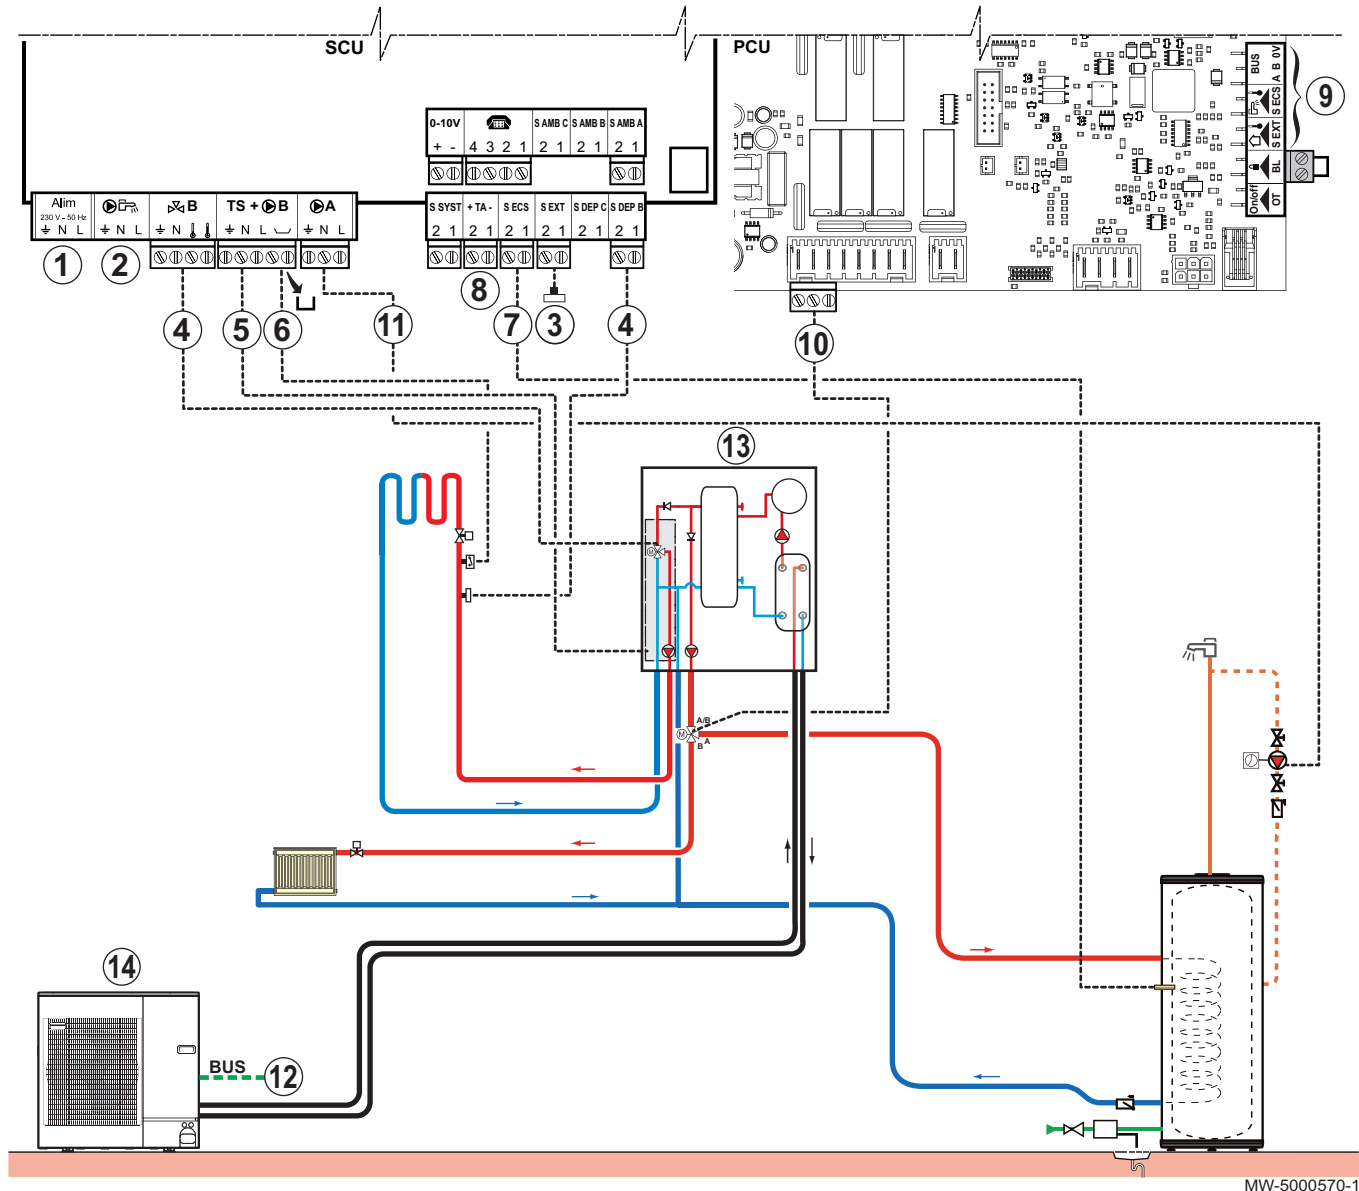 SCU
PCU
0-10V S AMB C S AMB B S AMB A
+ - 4 3 2 1 2 1 2 1 2 1
BUS A B 0V
S ECS
S EXT
BL
On/off OT
9
Alim
230 V - 50 Hz
N L
N L
B
N
TS + B
N L
A
N L
S SYST + TA - S ECS S EXT S DEP C S DEP B
2 1 2 1 2 1 2 1 2 1 2 1
1
2
8
4
5
6
11
7
3
4
10
13
M
M
A/B
A
B
14
BUS
12
MW-5000570-1